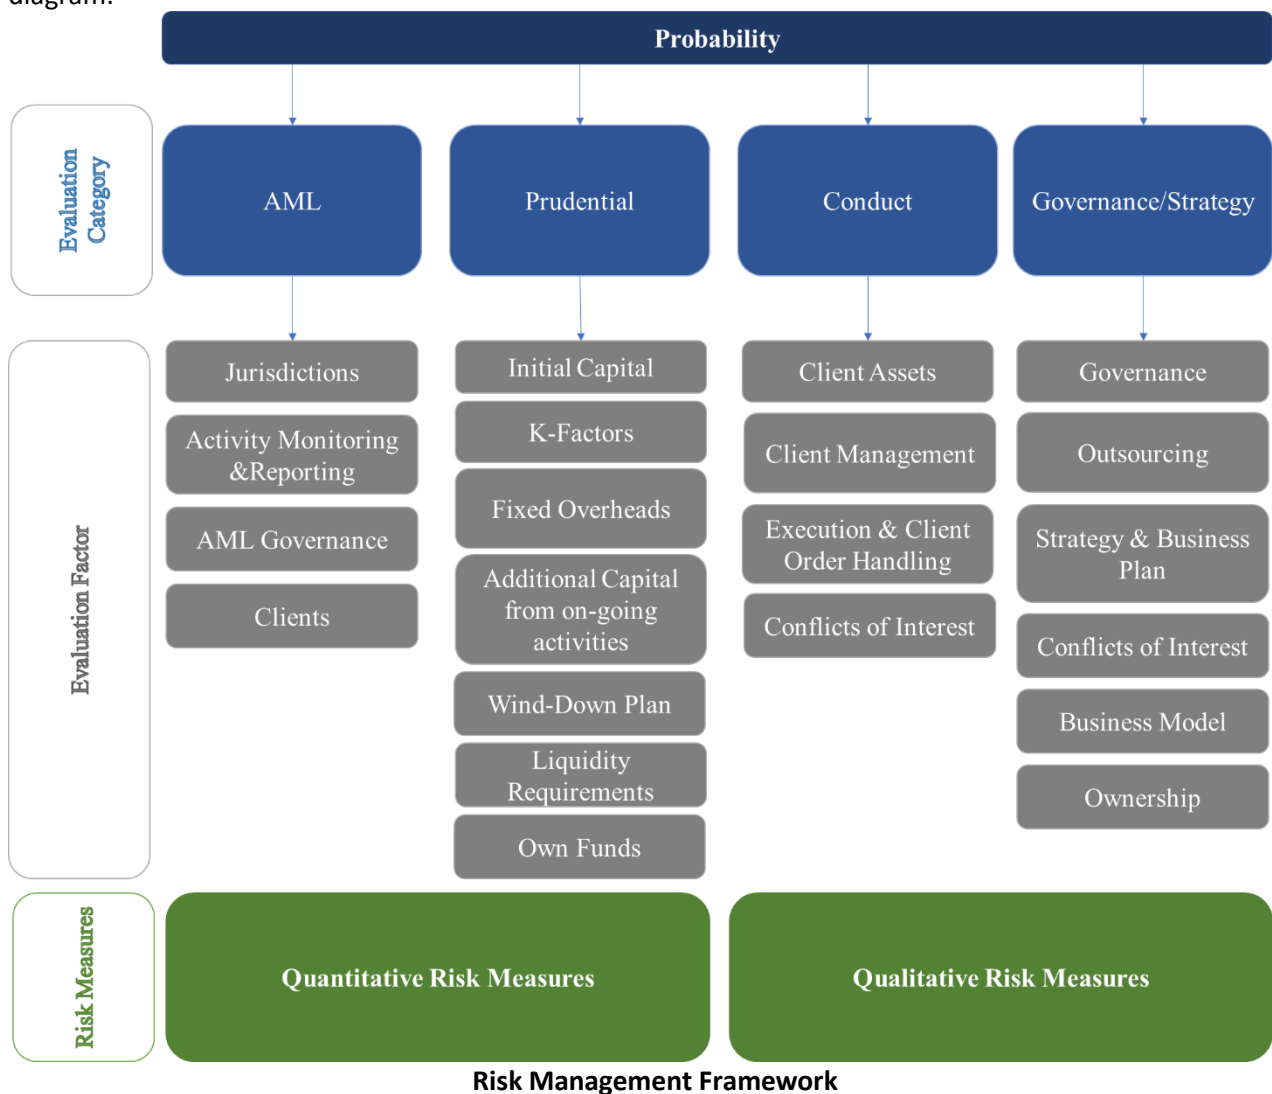 diagram.
Probability
Evaluation
Category
AML
Prudential
Conduct
Governance/Strategy
Evaluation Factor
Jurisdictions
Activity Monitoring
&Reporting
AML Governance
Clients
Initial Capital
K-Factors
Fixed Overheads
Additional Capital
from on-going
activities
Wind-Down Plan
Liquidity
Requirements
Own Funds
Client Assets
Client Management
Execution & Client
Order Handling
Conflicts of Interest
Governance
Outsourcing
Strategy & Business
Plan
Conflicts of Interest
Business Model
Ownership
Risk Measures
Quantitative Risk Measures
Qualitative Risk Measures
Risk Management Framework